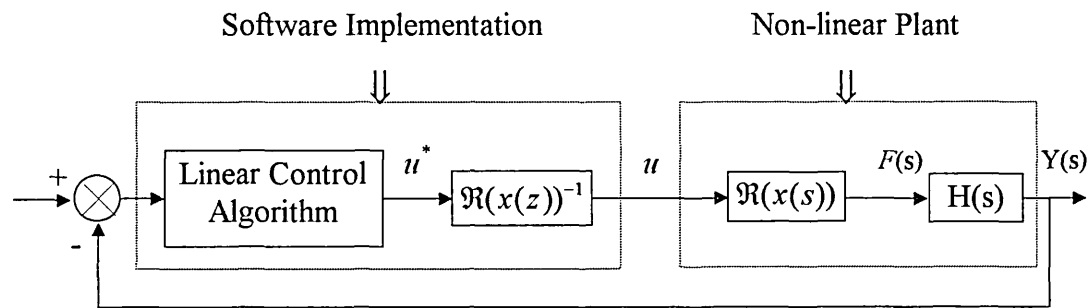 Software Implementation
Non-linear Plant
+
-
Linear Control
Algorithm
u*
ℜ(x(z))⁻¹
u
ℜ(x(s))
F(s)
H(s)
Y(s)